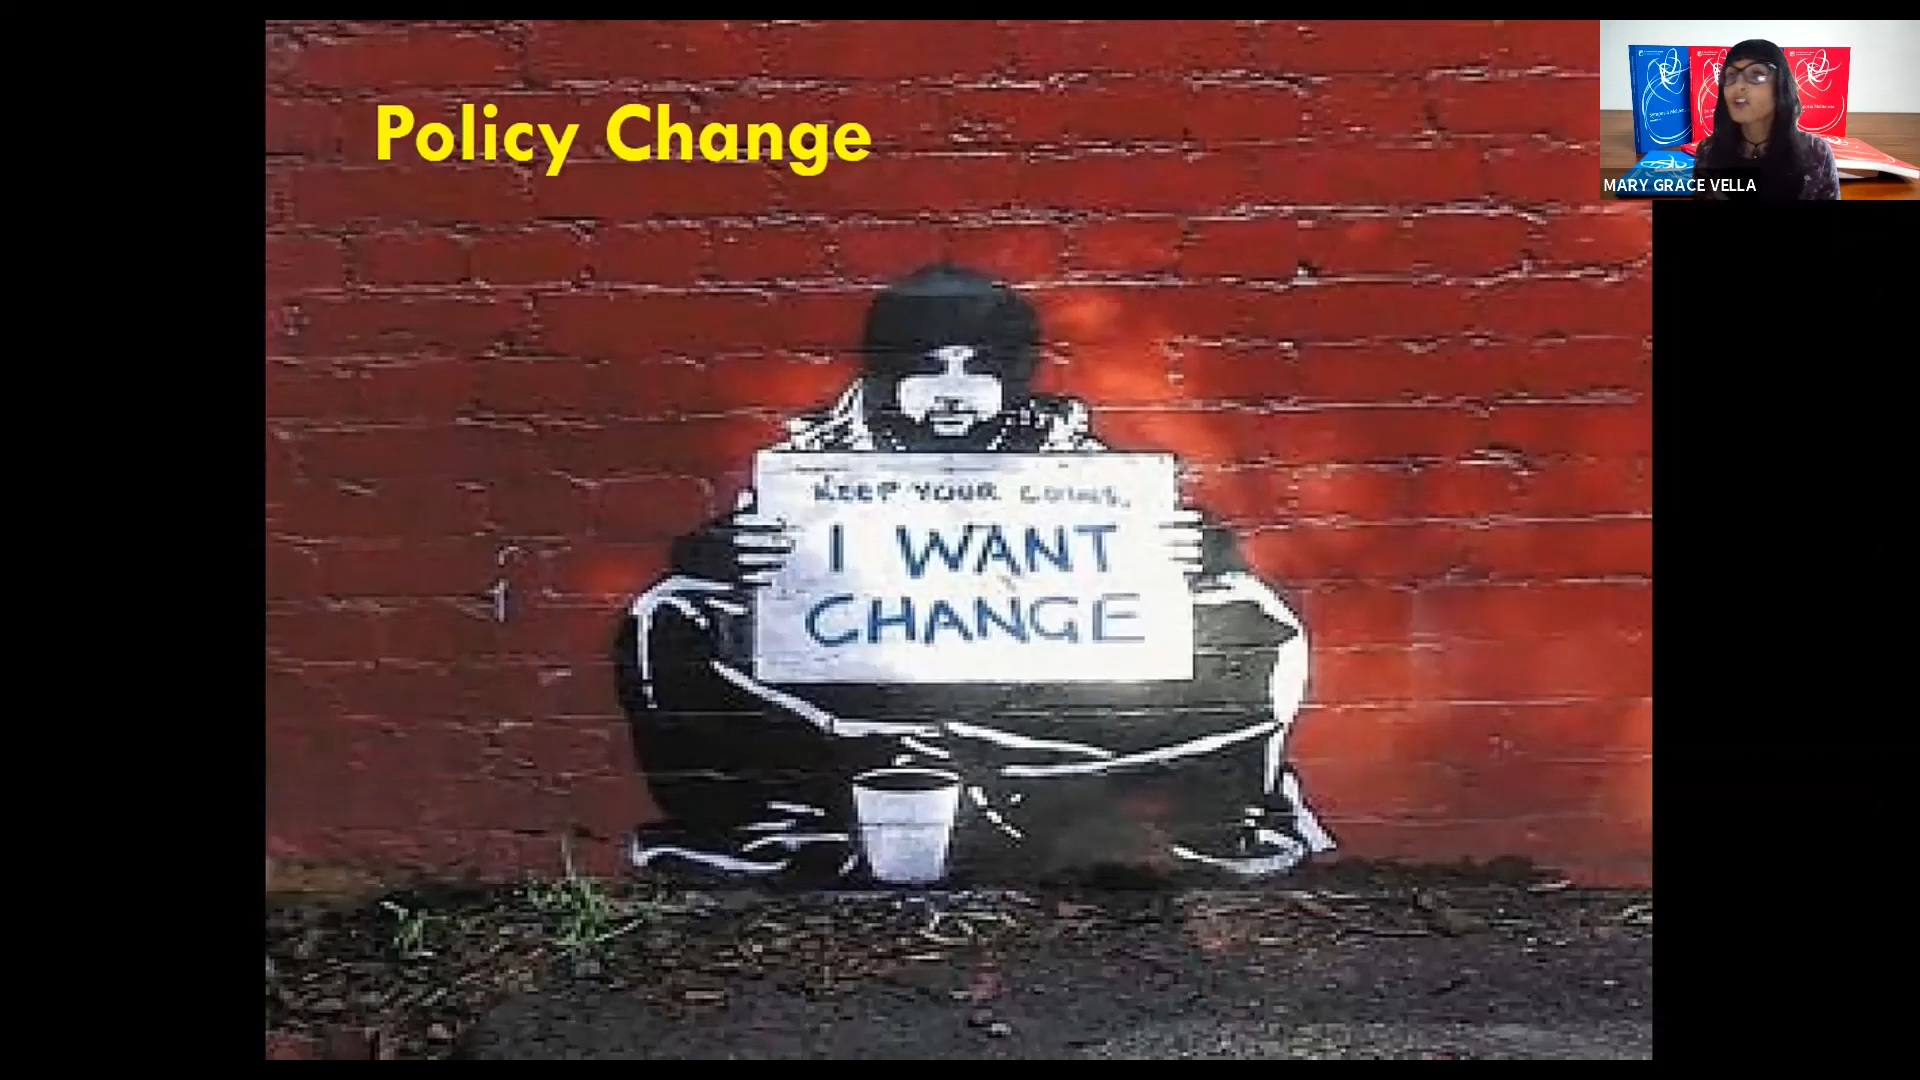 Policy Change
KEEP YOUR COINS,
I WANT
CHANGE
MARY GRACE VELLA